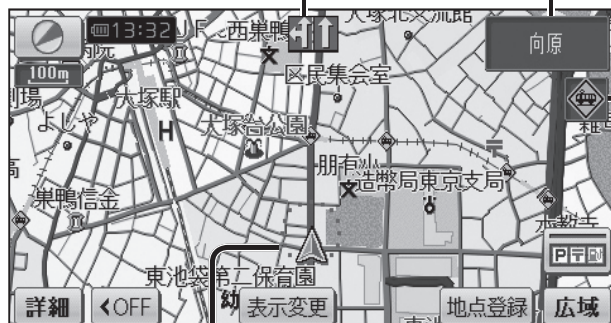 13:32
西巣鴨
大塚北交流館
向原
100m
区民集会室
大塚駅
よしや
大塚台公園
朋有小
造幣局東京支局
巣鴨信金
東池袋第二保育園
幼
詳細
<OFF
表示変更
地点登録
広域
P〒